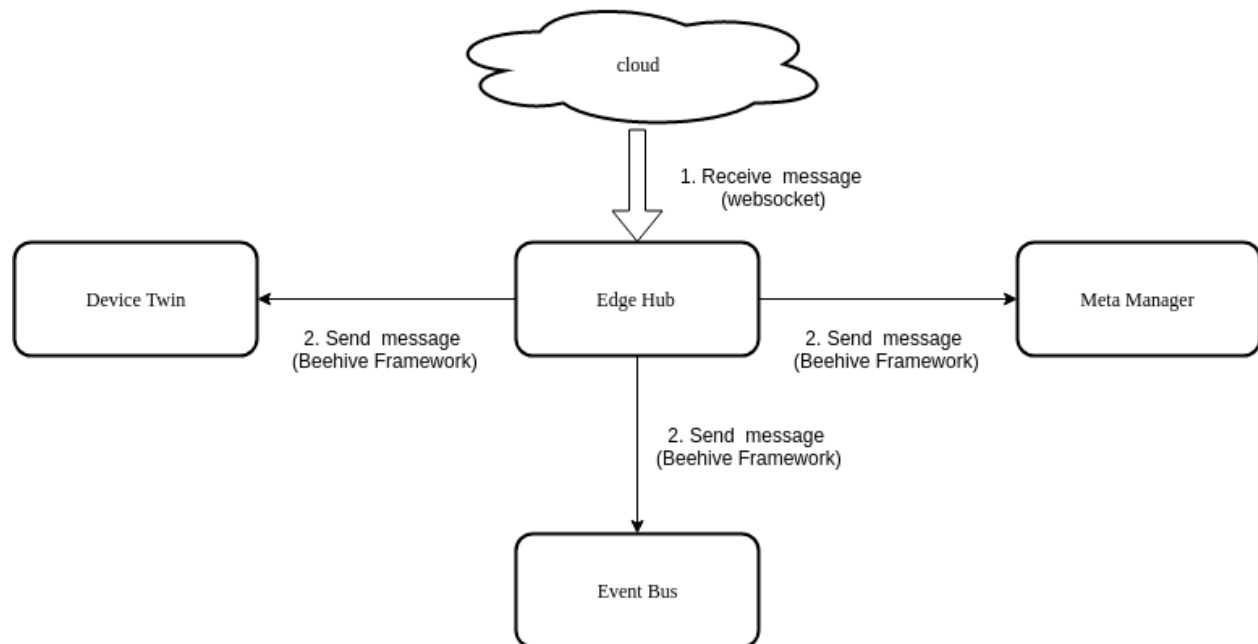 cloud
1. Receive  message
(websocket)
Device Twin
Edge Hub
Meta Manager
2. Send  message
(Beehive Framework)
2. Send  message
(Beehive Framework)
2. Send  message
(Beehive Framework)
Event Bus